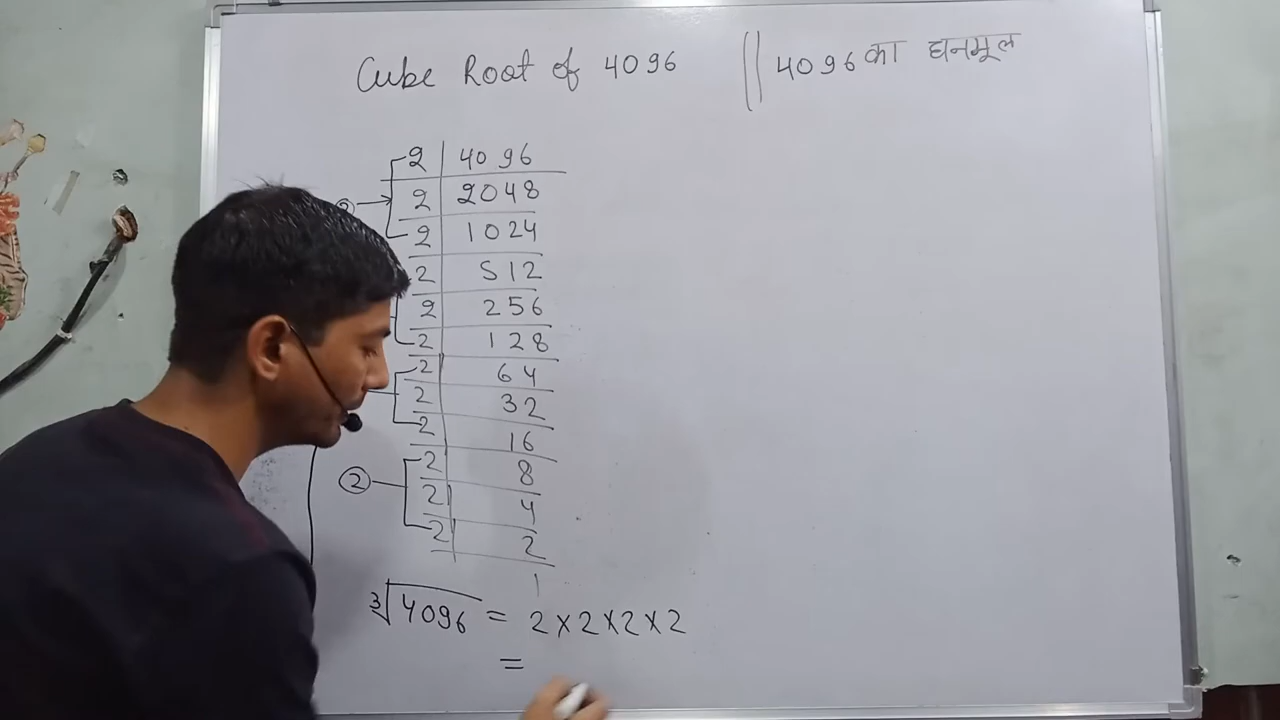 Cube Root of 4096 || 4096 का घनमूल
2 | 4096
2 | 2048
2 | 1024
2 | 512
2 | 256
2 | 128
2 | 64
2 | 32
2 | 16
② 2 | 8
2 | 4
2 | 2
1
∛4096 = 2×2×2×2
=